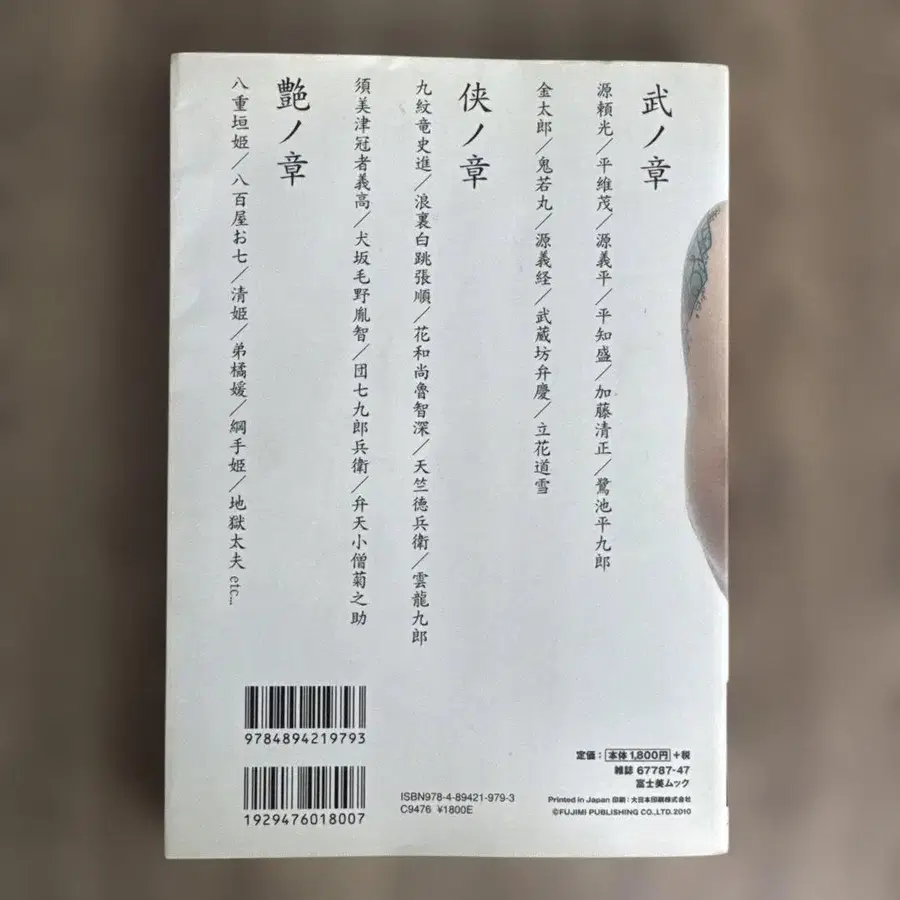 武ノ章
源頼光／平維茂／源義平／平知盛／加藤清正／鷺池平九郎
金太郎／鬼若丸／源義経／武蔵坊弁慶／立花道雪
侠ノ章
九紋竜史進／浪裏白跳張順／花和尚魯智深／天竺德兵衛／雲龍九郎
須美津冠者義高／犬坂毛野胤智／団七九郎兵衛／弁天小僧菊之助
艶ノ章
八重垣姫／八百屋お七／清姫／弟橘媛／綱手姫／地獄太夫 etc...
9784894219793
1929476018007
ISBN978-4-89421-979-3
C9476 ¥1800E
定価：本体1,800円＋税
雑誌 67787-47
富士美ムック
Printed in Japan 印刷：大日本印刷株式会社
©FUJIMI PUBLISHING CO.,LTD.2010